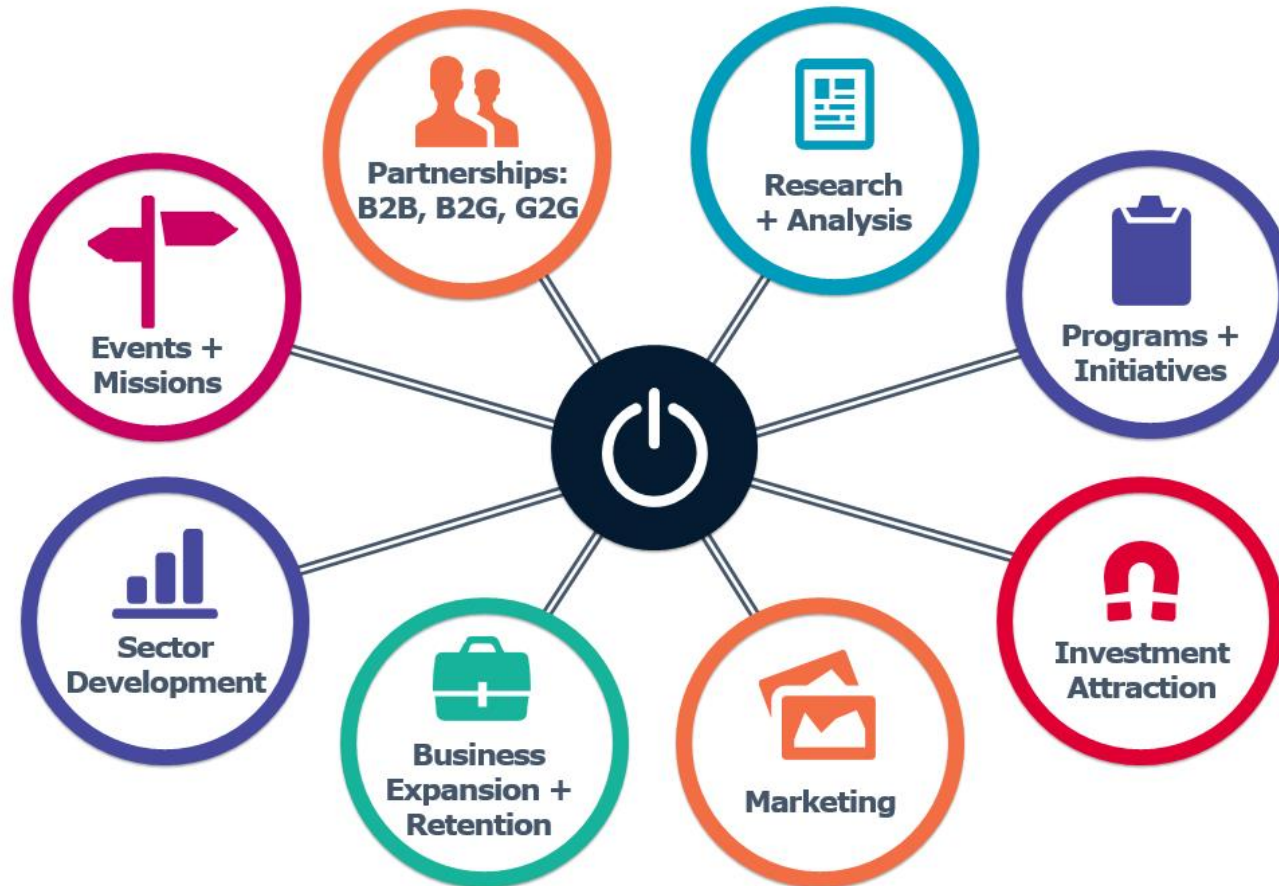 Partnerships:
B2B, B2G, G2G
Research
+ Analysis
Events +
Missions
Programs +
Initiatives
Sector
Development
Investment
Attraction
Business
Expansion +
Retention
Marketing